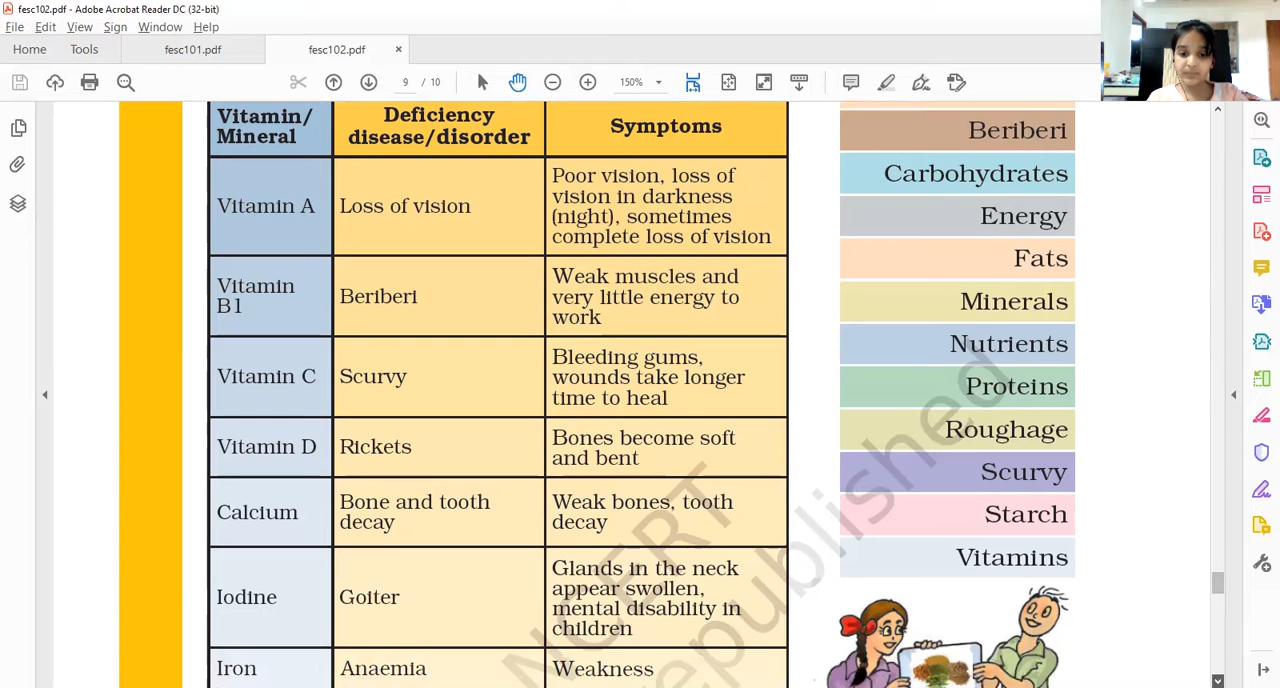 fesc102.pdf - Adobe Acrobat Reader DC (32-bit)
File Edit View Sign Window Help
Home Tools fesc101.pdf fesc102.pdf ×
9 / 10 150%
Vitamin/
Mineral
Deficiency
disease/disorder
Symptoms
Vitamin A
Loss of vision
Poor vision, loss of
vision in darkness
(night), sometimes
complete loss of vision
Vitamin
B1
Beriberi
Weak muscles and
very little energy to
work
Vitamin C
Scurvy
Bleeding gums,
wounds take longer
time to heal
Vitamin D
Rickets
Bones become soft
and bent
Calcium
Bone and tooth
decay
Weak bones, tooth
decay
Iodine
Goiter
Glands in the neck
appear swollen,
mental disability in
children
Iron
Anaemia
Weakness
Beriberi
Carbohydrates
Energy
Fats
Minerals
Nutrients
Proteins
Roughage
Scurvy
Starch
Vitamins
NCERT
republished